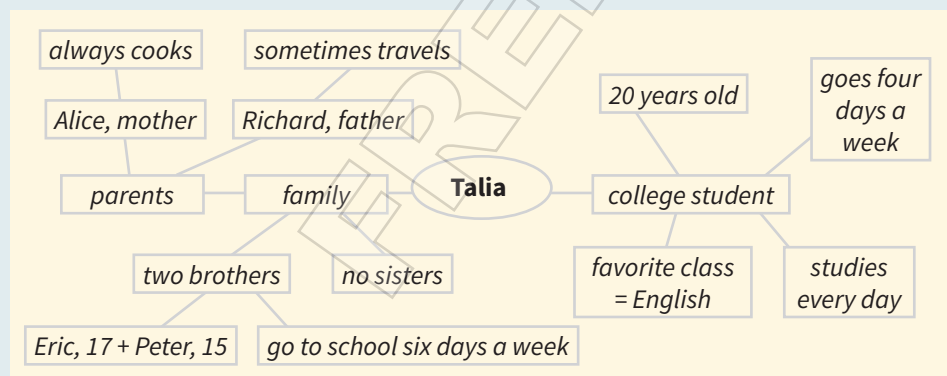 always cooks
sometimes travels
Alice, mother
Richard, father
parents
family
Talia
two brothers
no sisters
Eric, 17 + Peter, 15
go to school six days a week
20 years old
goes four
days a
week
college student
favorite class
= English
studies
every day
FREE